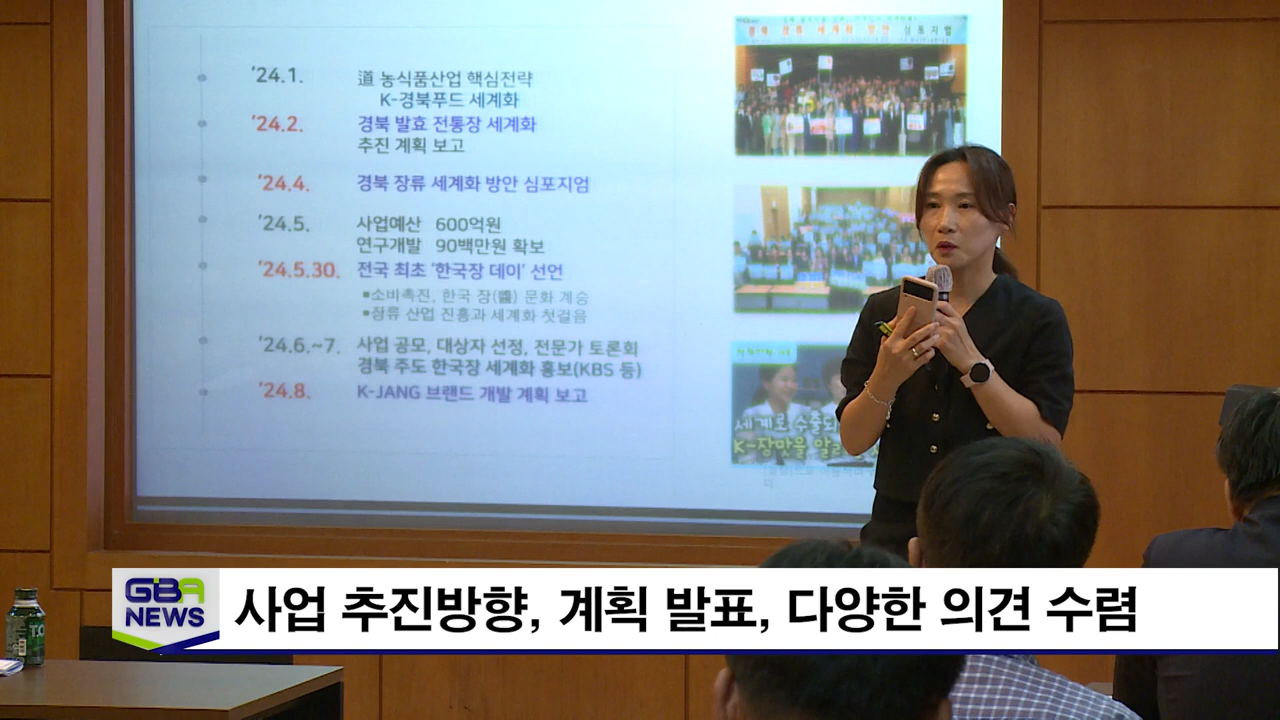 '24.1. 道 농식품산업 핵심전략
K-경북푸드 세계화
'24.2. 경북 발효 전통장 세계화
추진 계획 보고
'24.4. 경북 장류 세계화 방안 심포지엄
'24.5. 사업예산 600억원
연구개발 90백만원 확보
'24.5.30. 전국 최초 '한국장 데이' 선언
▪소비촉진, 한국 장(醬) 문화 계승
▪장류 산업 진흥과 세계화 첫걸음
'24.6.~7. 사업 공모, 대상자 선정, 전문가 토론회
경북 주도 한국장 세계화 홍보(KBS 등)
'24.8. K-JANG 브랜드 개발 계획 보고
경북 장류 세계화 방안 심포지엄
세계로 수출되
K-장맛을 알
GBA
NEWS
사업 추진방향, 계획 발표, 다양한 의견 수렴